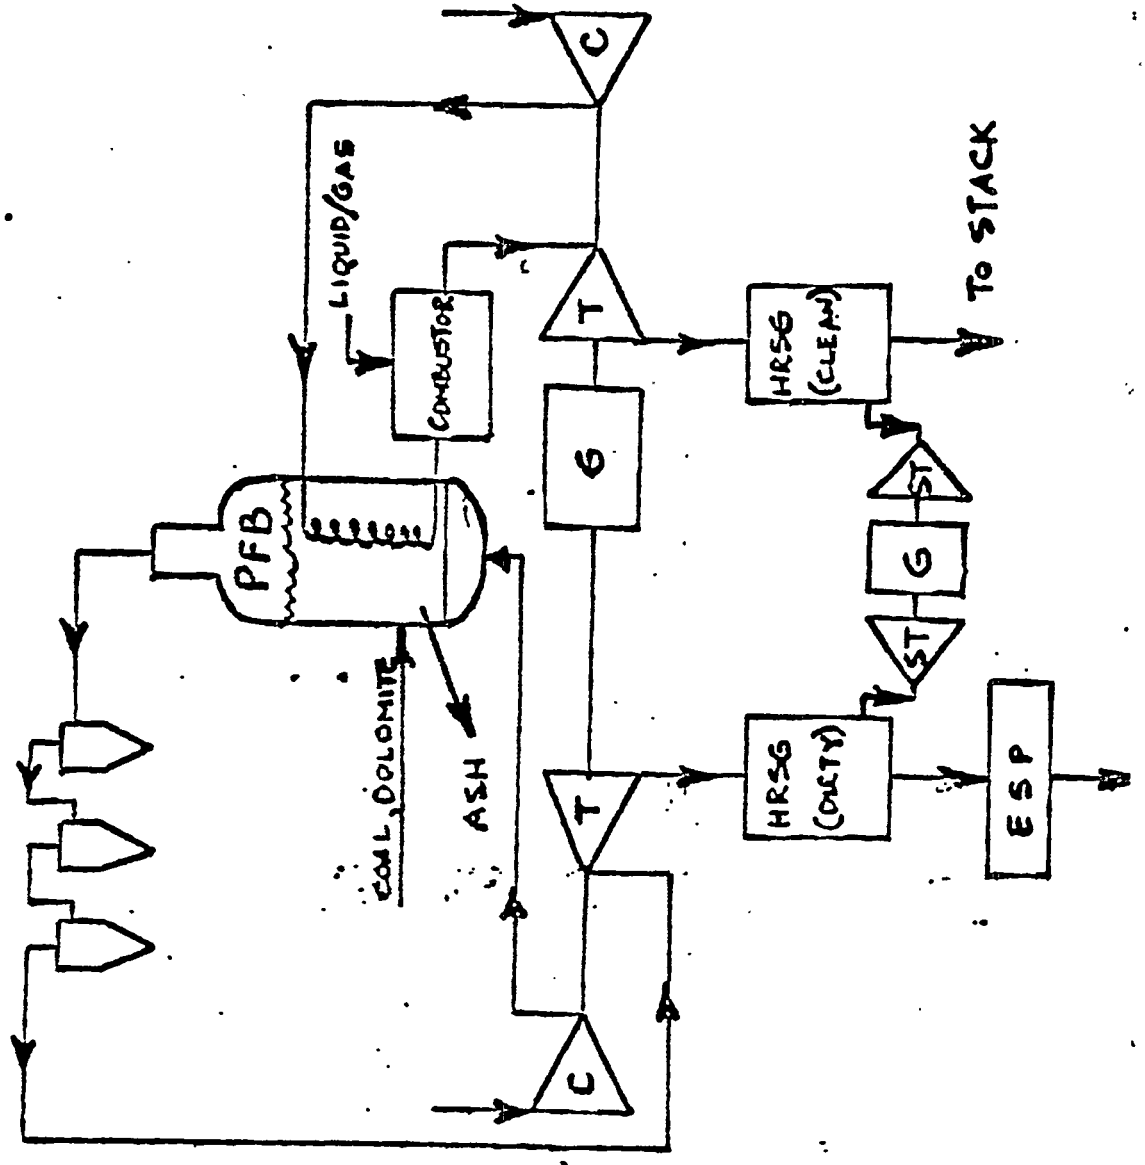 C
LIQUID/GAS
TO STACK
COMBUSTOR
T
HRSG
(CLEAN)
PFB
G
ST
G
ST
COAL, DOLOMITE
ASH
T
HRSG
(DIRTY)
ESP
C